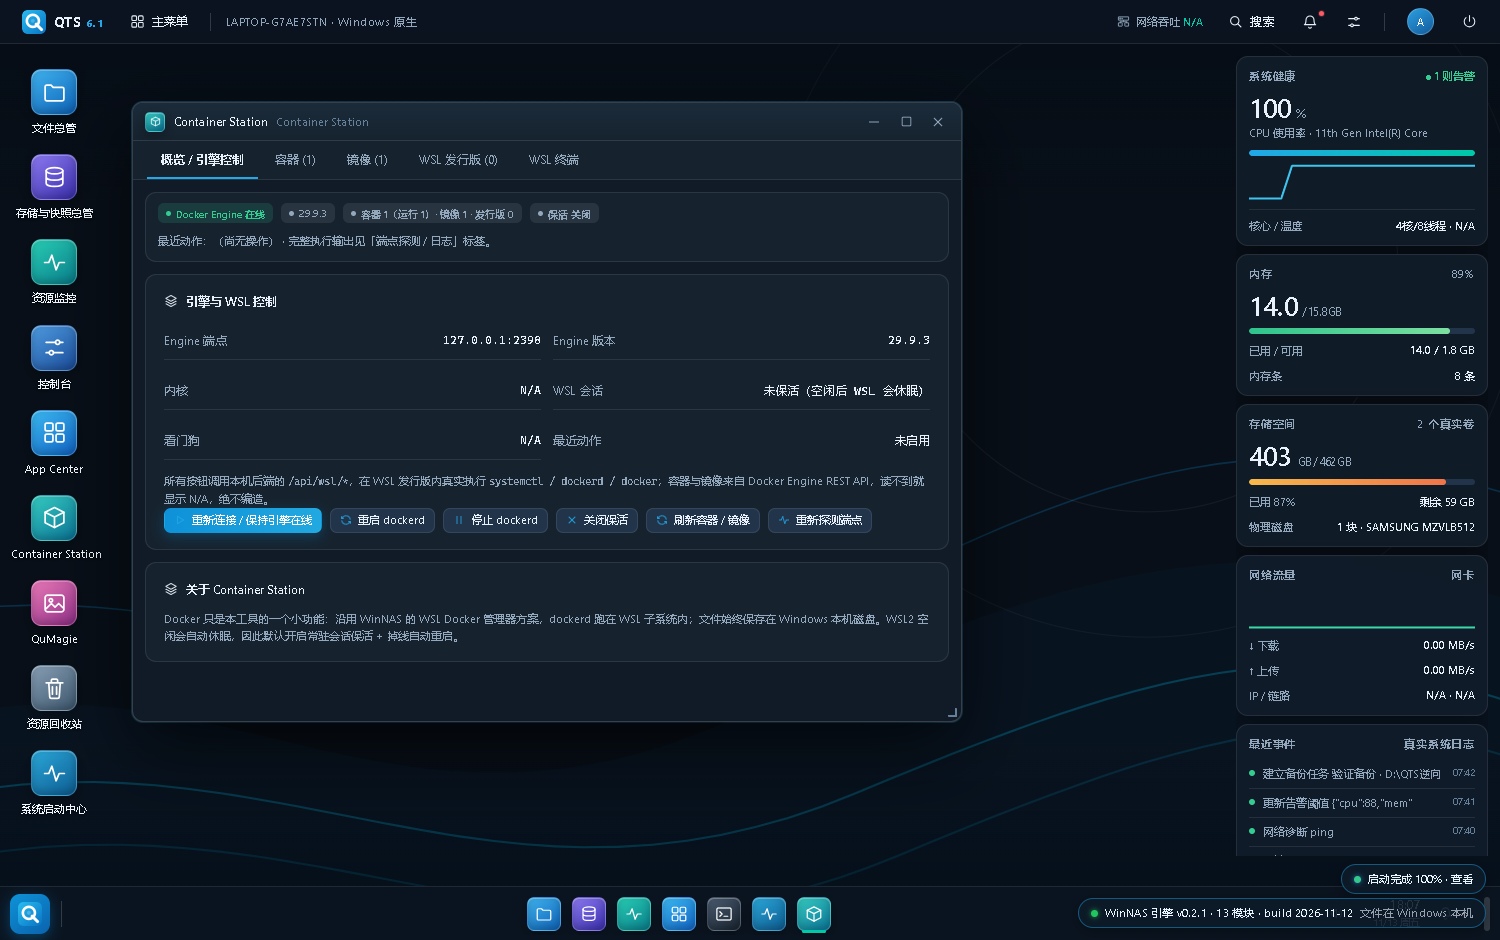 QTS 6.1 主菜单 LAPTOP-G7AE7STN · Windows 原生 网络吞吐 N/A 搜索 A
文件总管
存储与快照总管
资源监控
控制台
App Center
Container Station
QuMagie
资源回收站
系统启动中心
Container Station Container Station
概览 / 引擎控制 容器 (1) 镜像 (1) WSL 发行版 (0) WSL 终端
Docker Engine 在线 29.9.3 容器 1（运行 1）· 镜像 1 · 发行版 0 保活 关闭
最近动作: （尚无操作） · 完整执行输出见「端点探测 / 日志」标签。
引擎与 WSL 控制
Engine 端点 127.0.0.1:2390 Engine 版本 29.9.3
内核 N/A WSL 会话 未保活（空闲后 WSL 会休眠）
看门狗 N/A 最近动作 未启用
所有按钮调用本机后端的 /api/wsl/*，在 WSL 发行版内真实执行 systemctl / dockerd / docker；容器与镜像来自 Docker Engine REST API，读不到就
显示 N/A，绝不编造。
重新连接 / 保持引擎在线 重启 dockerd 停止 dockerd 关闭保活 刷新容器 / 镜像 重新探测端点
关于 Container Station
Docker 只是本工具的一个小功能：沿用 WinNAS 的 WSL Docker 管理器方案，dockerd 跑在 WSL 子系统内；文件始终保存在 Windows 本机磁盘。WSL2 空
闲会自动休眠，因此默认开启常驻会话保活 + 掉线自动重启。
系统健康 1 则告警
100 %
CPU 使用率 · 11th Gen Intel(R) Core
核心 / 温度 4核/8线程 · N/A
内存 89%
14.0 / 15.8GB
已用 / 可用 14.0 / 1.8 GB
内存条 8 条
存储空间 2 个真实卷
403 GB / 462GB
已用 87% 剩余 59 GB
物理磁盘 1 块 · SAMSUNG MZVLB512
网络流量 网卡
↓ 下载 0.00 MB/s
↑ 上传 0.00 MB/s
IP / 链路 N/A · N/A
最近事件 真实系统日志
建立备份任务 验证备份 · D:\QTS逆向 07:42
更新告警阈值 {"cpu":88,"mem" 07:41
网络诊断 ping 07:40
启动完成 100% · 查看
WinNAS 引擎 v0.2.1 · 13 模块 · build 2026-11-12 文件在 Windows 本机